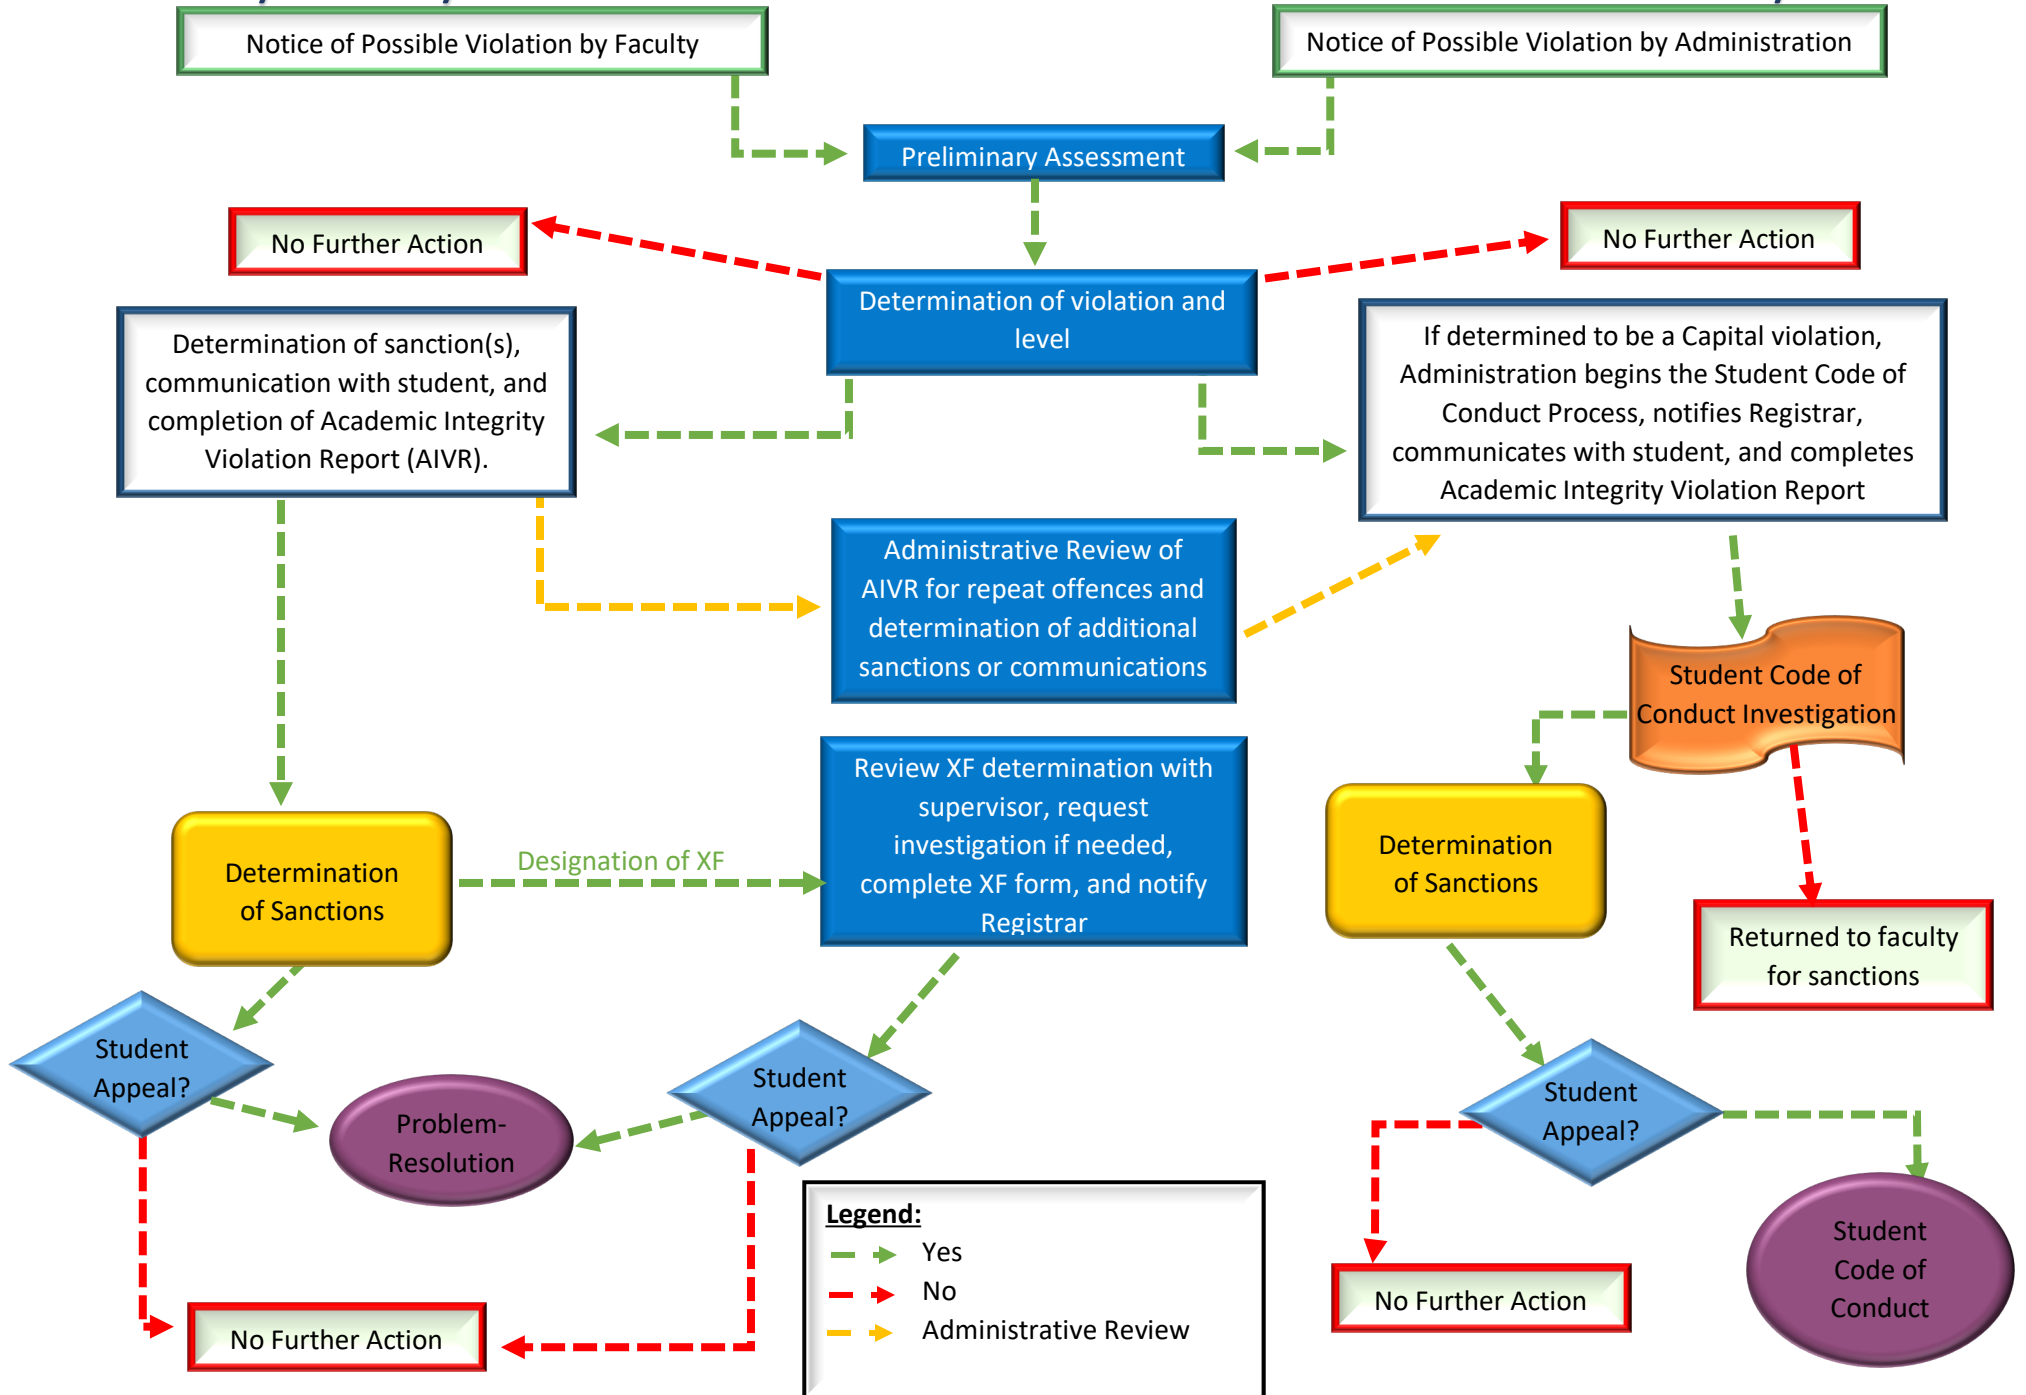 Notice of Possible Violation by Faculty
Notice of Possible Violation by Administration
Preliminary Assessment
No Further Action
No Further Action
Determination of violation and
level
Determination of sanction(s),
communication with student, and
completion of Academic Integrity
Violation Report (AIVR).
If determined to be a Capital violation,
Administration begins the Student Code of
Conduct Process, notifies Registrar,
communicates with student, and completes
Academic Integrity Violation Report
Administrative Review of
AIVR for repeat offences and
determination of additional
sanctions or communications
Student Code of
Conduct Investigation
Review XF determination with
supervisor, request
investigation if needed,
complete XF form, and notify
Registrar
Designation of XF
Determination
of Sanctions
Determination
of Sanctions
Returned to faculty
for sanctions
Student
Appeal?
Student
Appeal?
Student
Appeal?
Problem-
Resolution
Legend:
Yes
No
Administrative Review
Student
Code of
Conduct
No Further Action
No Further Action